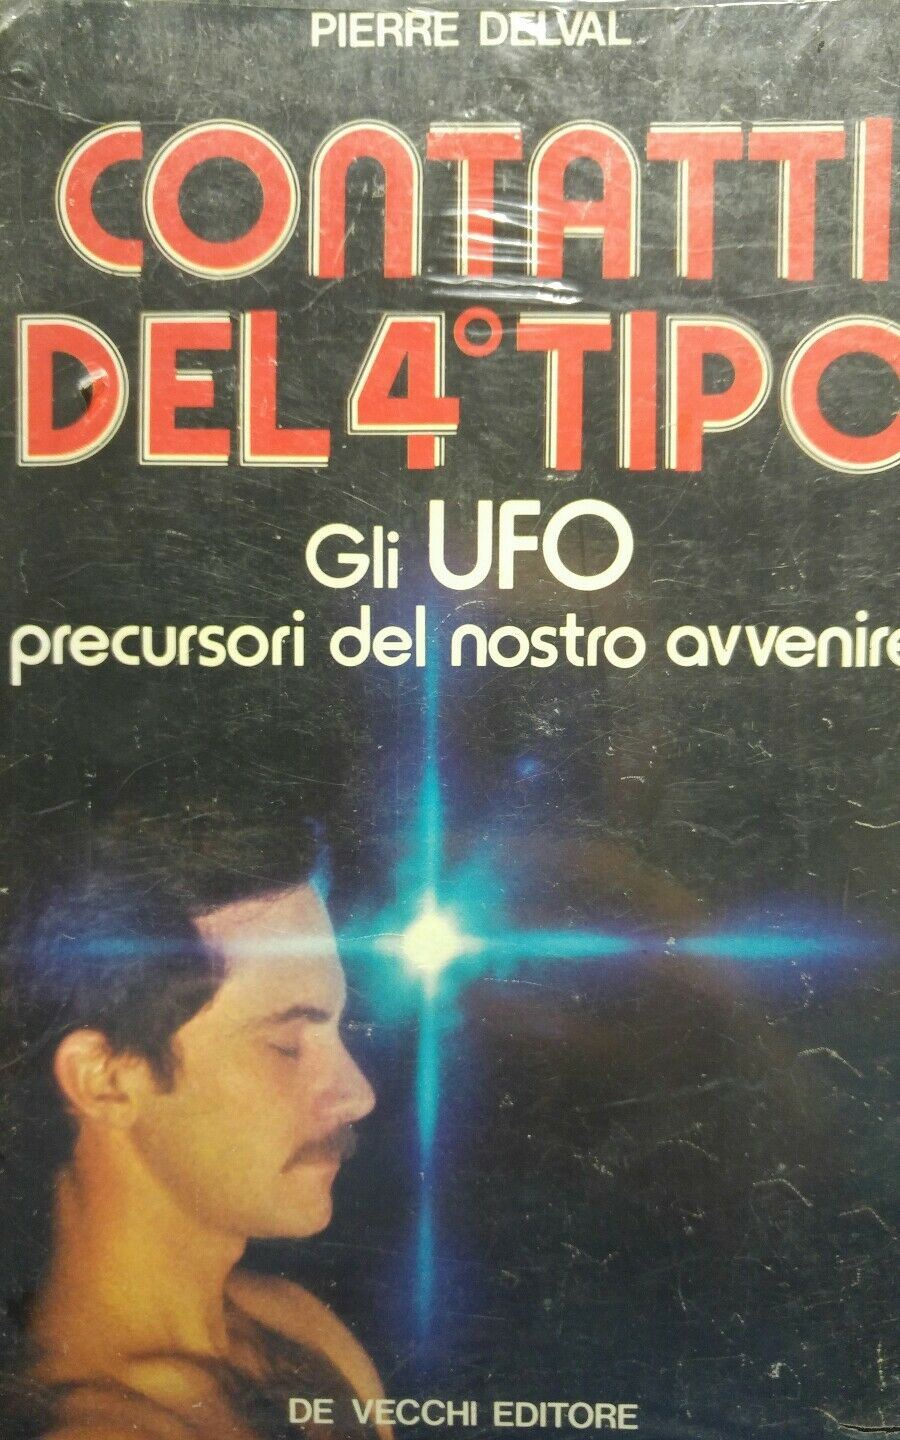 PIERRE DELVAL
CONTATTI
DEL 4° TIPO
Gli UFO
precursori del nostro avvenire
DE VECCHI EDITORE